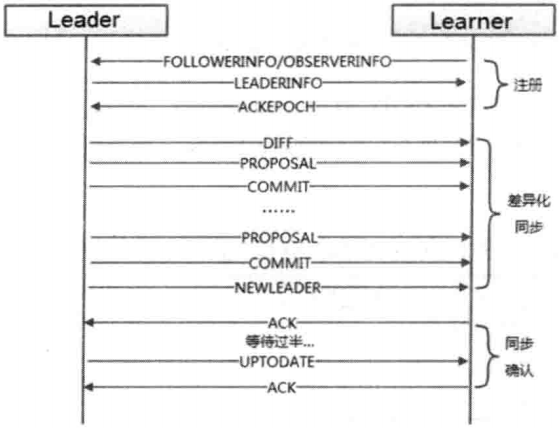 Leader
Learner
FOLLOWERINFO/OBSERVERINFO
LEADERINFO
注册
ACKEPOCH
DIFF
PROPOSAL
COMMIT
差异化
同步
……
PROPOSAL
COMMIT
NEWLEADER
ACK
等待过半...
同步
确认
UPTODATE
ACK